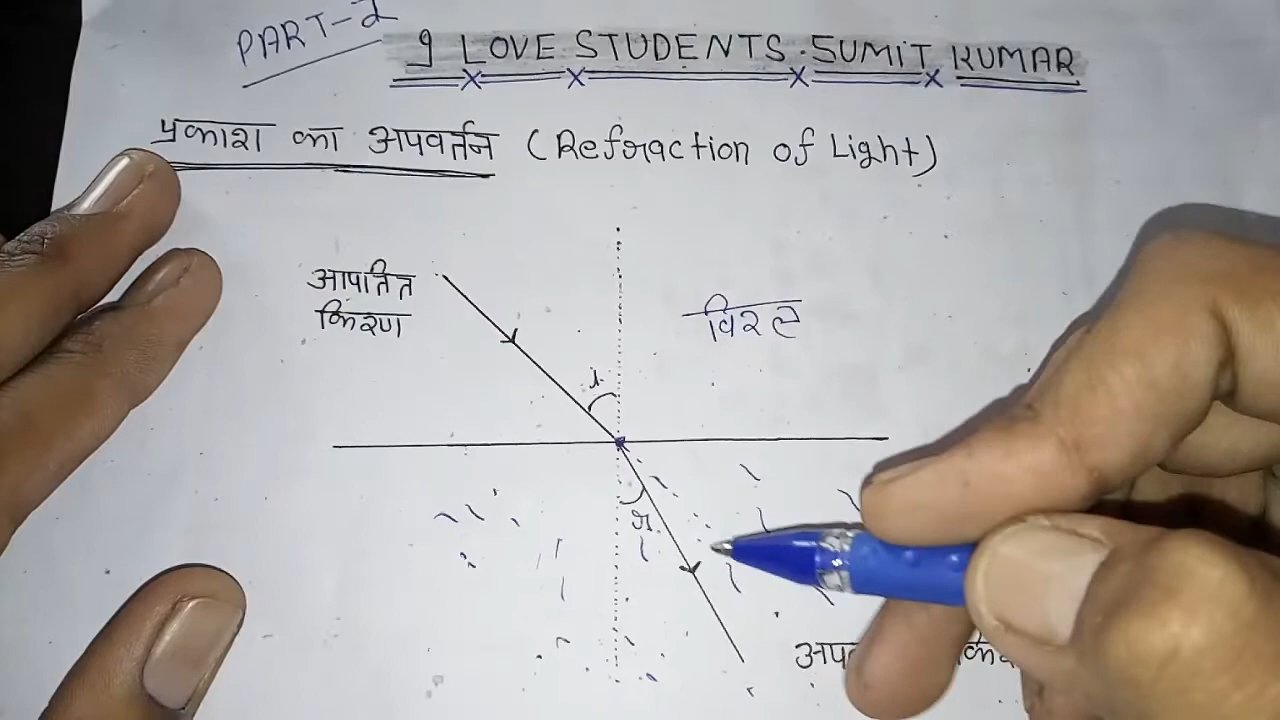 PART-2
I LOVE STUDENTS. SUMIT KUMAR
प्रकाश का अपवर्तन (Refraction of Light)
आपतित
किरण
विरल
i
r